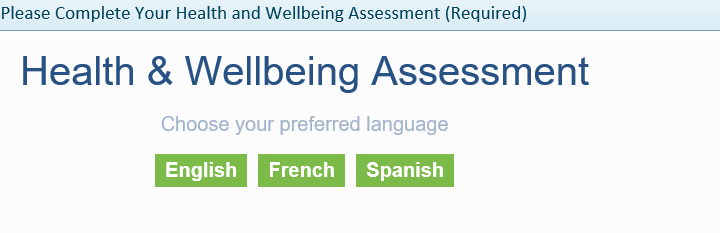 Please Complete Your Health and Wellbeing Assessment (Required)
Health & Wellbeing Assessment
Choose your preferred language
English French Spanish